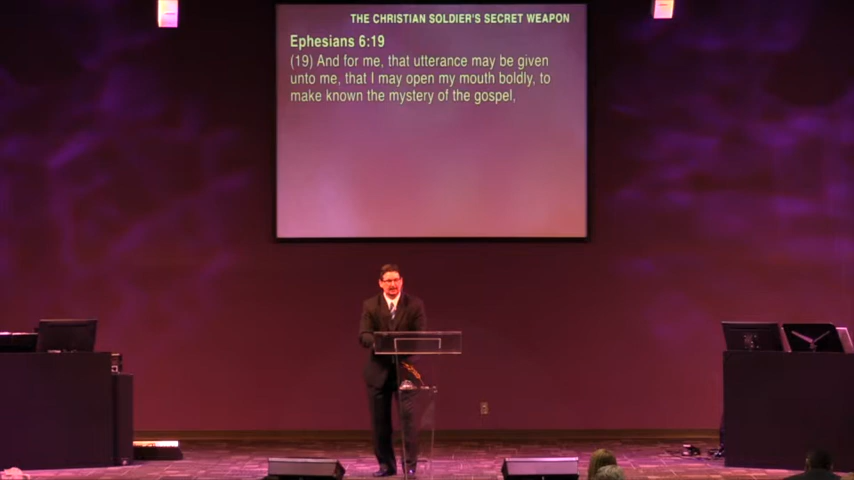 THE CHRISTIAN SOLDIER'S SECRET WEAPON
Ephesians 6:19
(19) And for me, that utterance may be given
unto me, that I may open my mouth boldly, to
make known the mystery of the gospel,